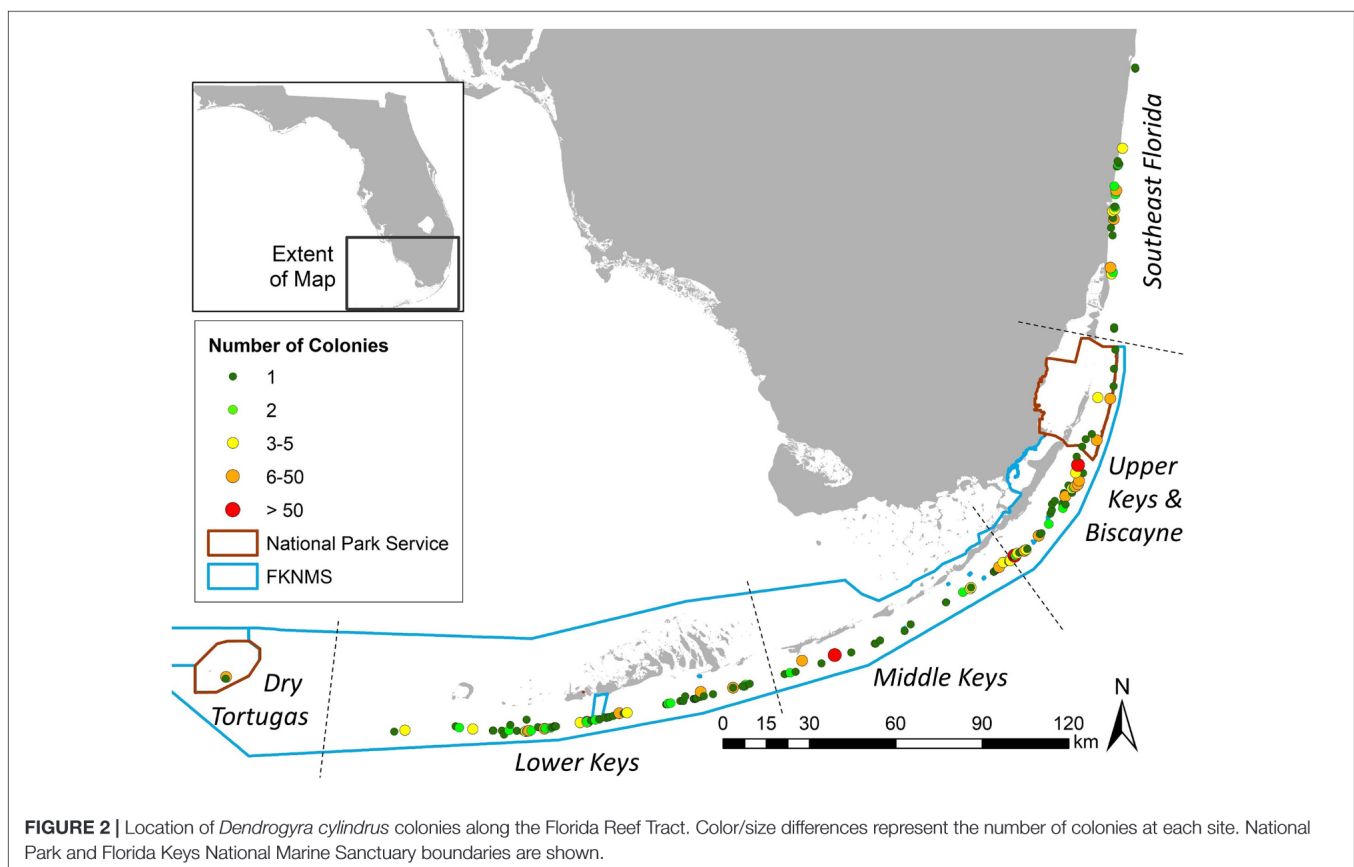 Extent
of Map
Number of Colonies
1
2
3-5
6-50
> 50
National Park Service
FKNMS
Southeast Florida
Upper
Keys &
Biscayne
Middle Keys
Lower Keys
Dry
Tortugas
N
0 15 30 60 90 120
km
FIGURE 2 | Location of Dendrogyra cylindrus colonies along the Florida Reef Tract. Color/size differences represent the number of colonies at each site. National
Park and Florida Keys National Marine Sanctuary boundaries are shown.